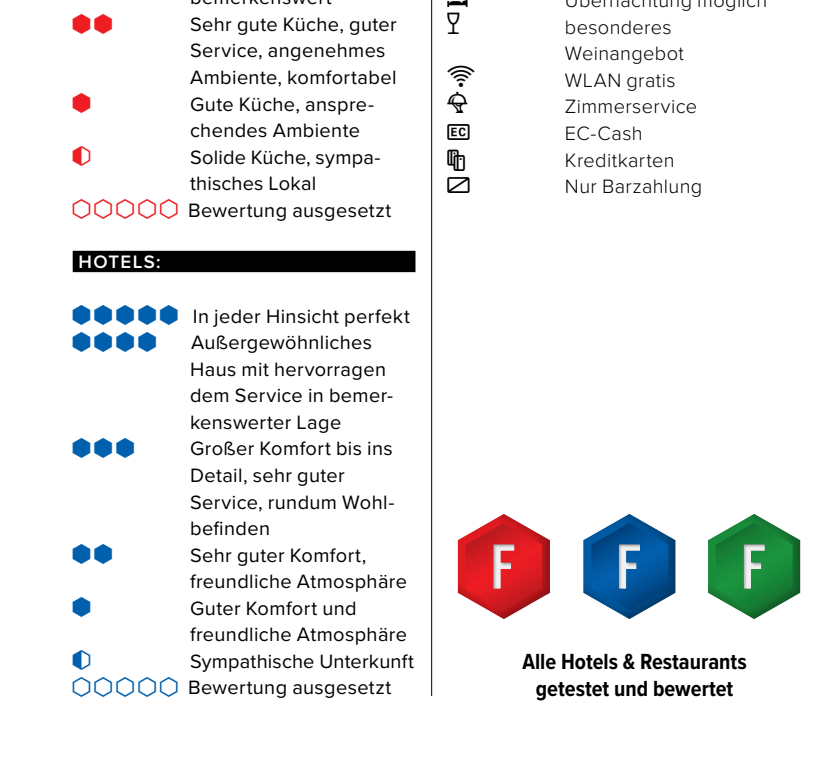 bemerkenswert
Sehr gute Küche, guter
Service, angenehmes
Ambiente, komfortabel
Gute Küche, anspre-
chendes Ambiente
Solide Küche, sympa-
thisches Lokal
Bewertung ausgesetzt
HOTELS:
In jeder Hinsicht perfekt
Außergewöhnliches
Haus mit hervorragen
dem Service in bemer-
kenswerter Lage
Großer Komfort bis ins
Detail, sehr guter
Service, rundum Wohl-
befinden
Sehr guter Komfort,
freundliche Atmosphäre
Guter Komfort und
freundliche Atmosphäre
Sympathische Unterkunft
Bewertung ausgesetzt
Übernachtung möglich
besonderes
Weinangebot
WLAN gratis
Zimmerservice
EC EC-Cash
Kreditkarten
Nur Barzahlung
F F F
Alle Hotels & Restaurants
getestet und bewertet